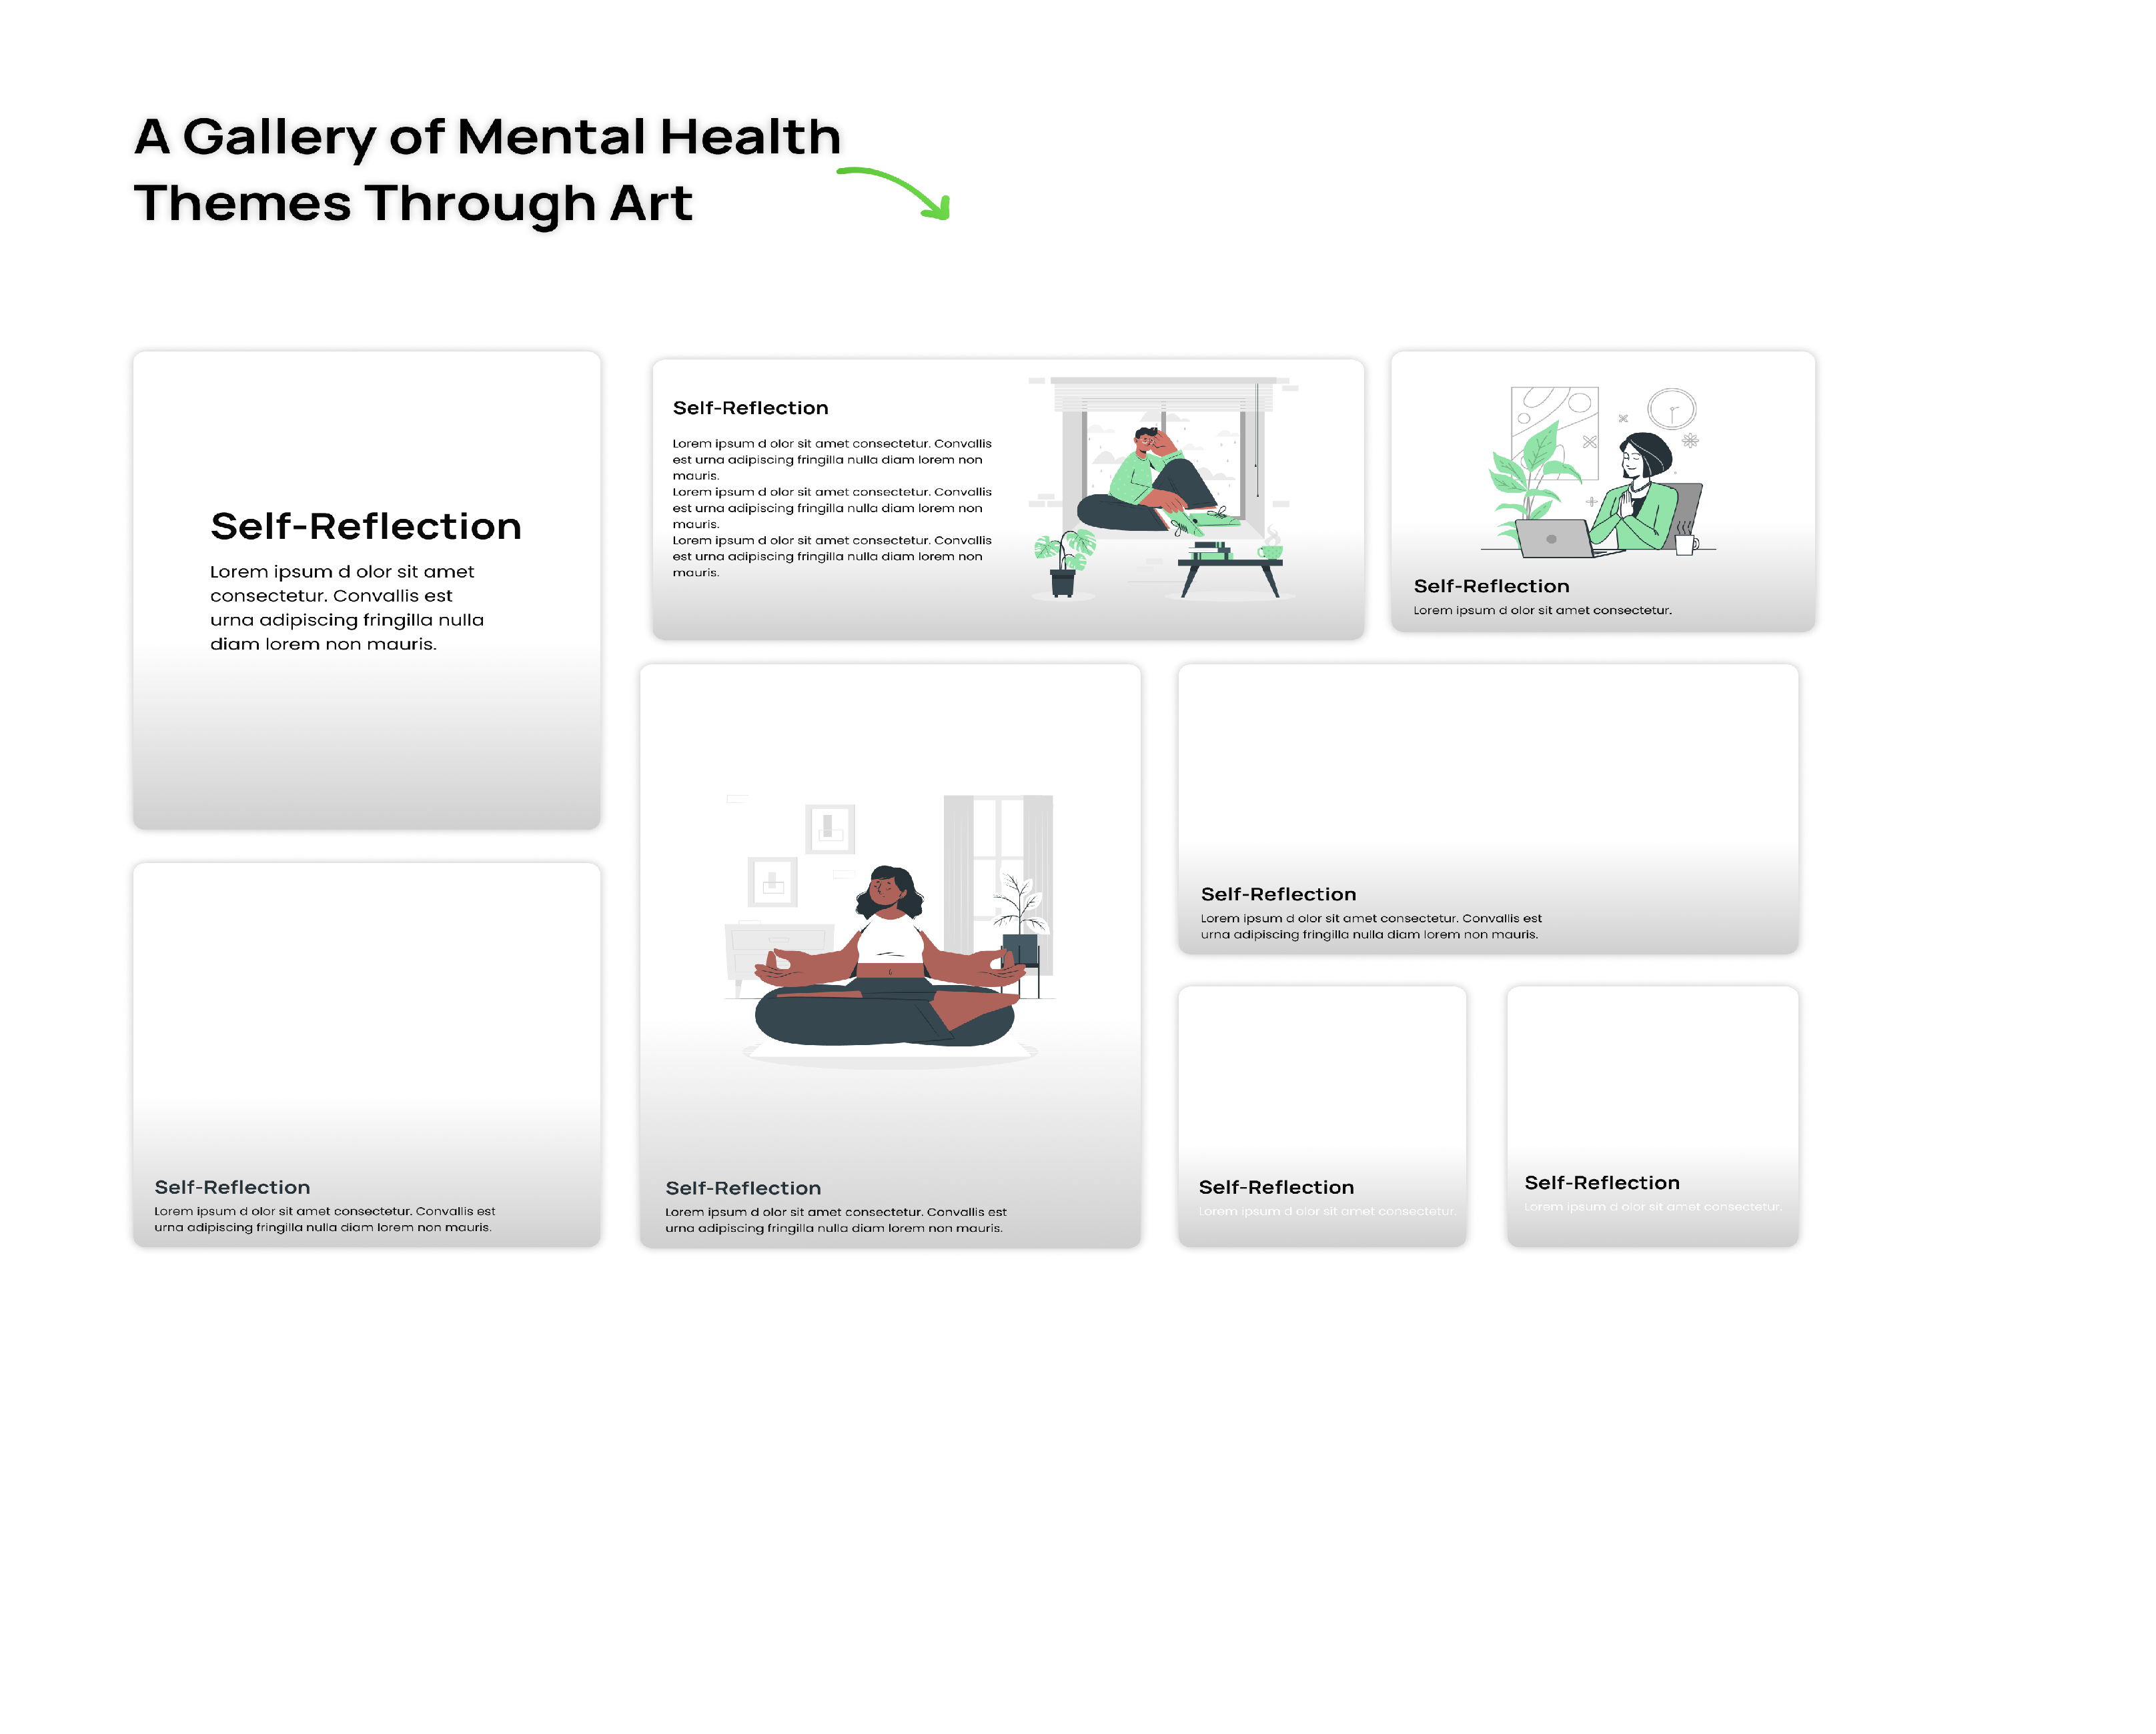 A Gallery of Mental Health
Themes Through Art
Self-Reflection
Lorem ipsum d olor sit amet
consectetur. Convallis est
urna adipiscing fringilla nulla
diam lorem non mauris.
Self-Reflection
Lorem ipsum d olor sit amet consectetur. Convallis
est urna adipiscing fringilla nulla diam lorem non
mauris.
Lorem ipsum d olor sit amet consectetur. Convallis
est urna adipiscing fringilla nulla diam lorem non
mauris.
Lorem ipsum d olor sit amet consectetur. Convallis
est urna adipiscing fringilla nulla diam lorem non
mauris.
Self-Reflection
Lorem ipsum d olor sit amet consectetur.
Self-Reflection
Lorem ipsum d olor sit amet consectetur. Convallis est
urna adipiscing fringilla nulla diam lorem non mauris.
Self-Reflection
Lorem ipsum d olor sit amet consectetur. Convallis est
urna adipiscing fringilla nulla diam lorem non mauris.
Self-Reflection
Lorem ipsum d olor sit amet consectetur. Convallis est
urna adipiscing fringilla nulla diam lorem non mauris.
Self-Reflection
Lorem ipsum d olor sit amet consectetur.
Self-Reflection
Lorem ipsum d olor sit amet consectetur.